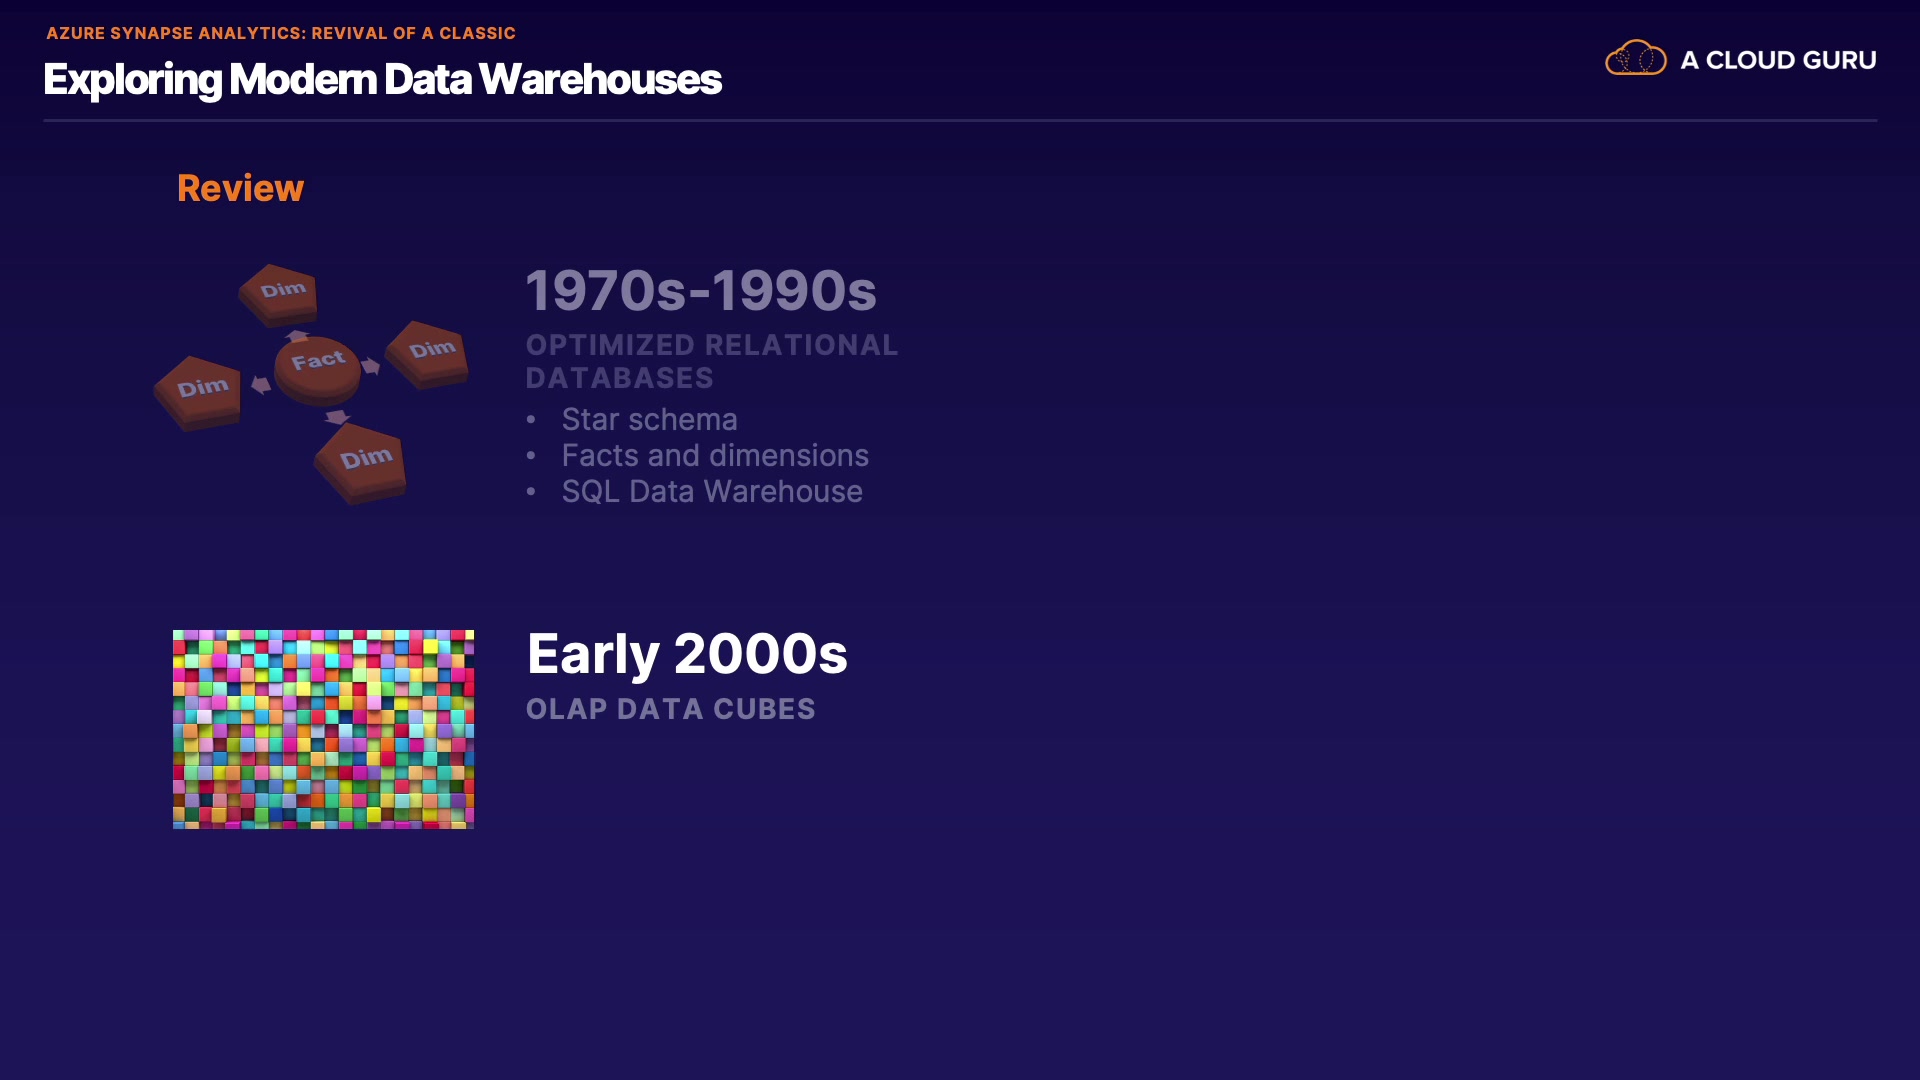 AZURE SYNAPSE ANALYTICS: REVIVAL OF A CLASSIC
Exploring Modern Data Warehouses
A CLOUD GURU
Review
Dim
Dim
Fact
Dim
Dim
1970s-1990s
OPTIMIZED RELATIONAL
DATABASES
• Star schema
• Facts and dimensions
• SQL Data Warehouse
Early 2000s
OLAP DATA CUBES